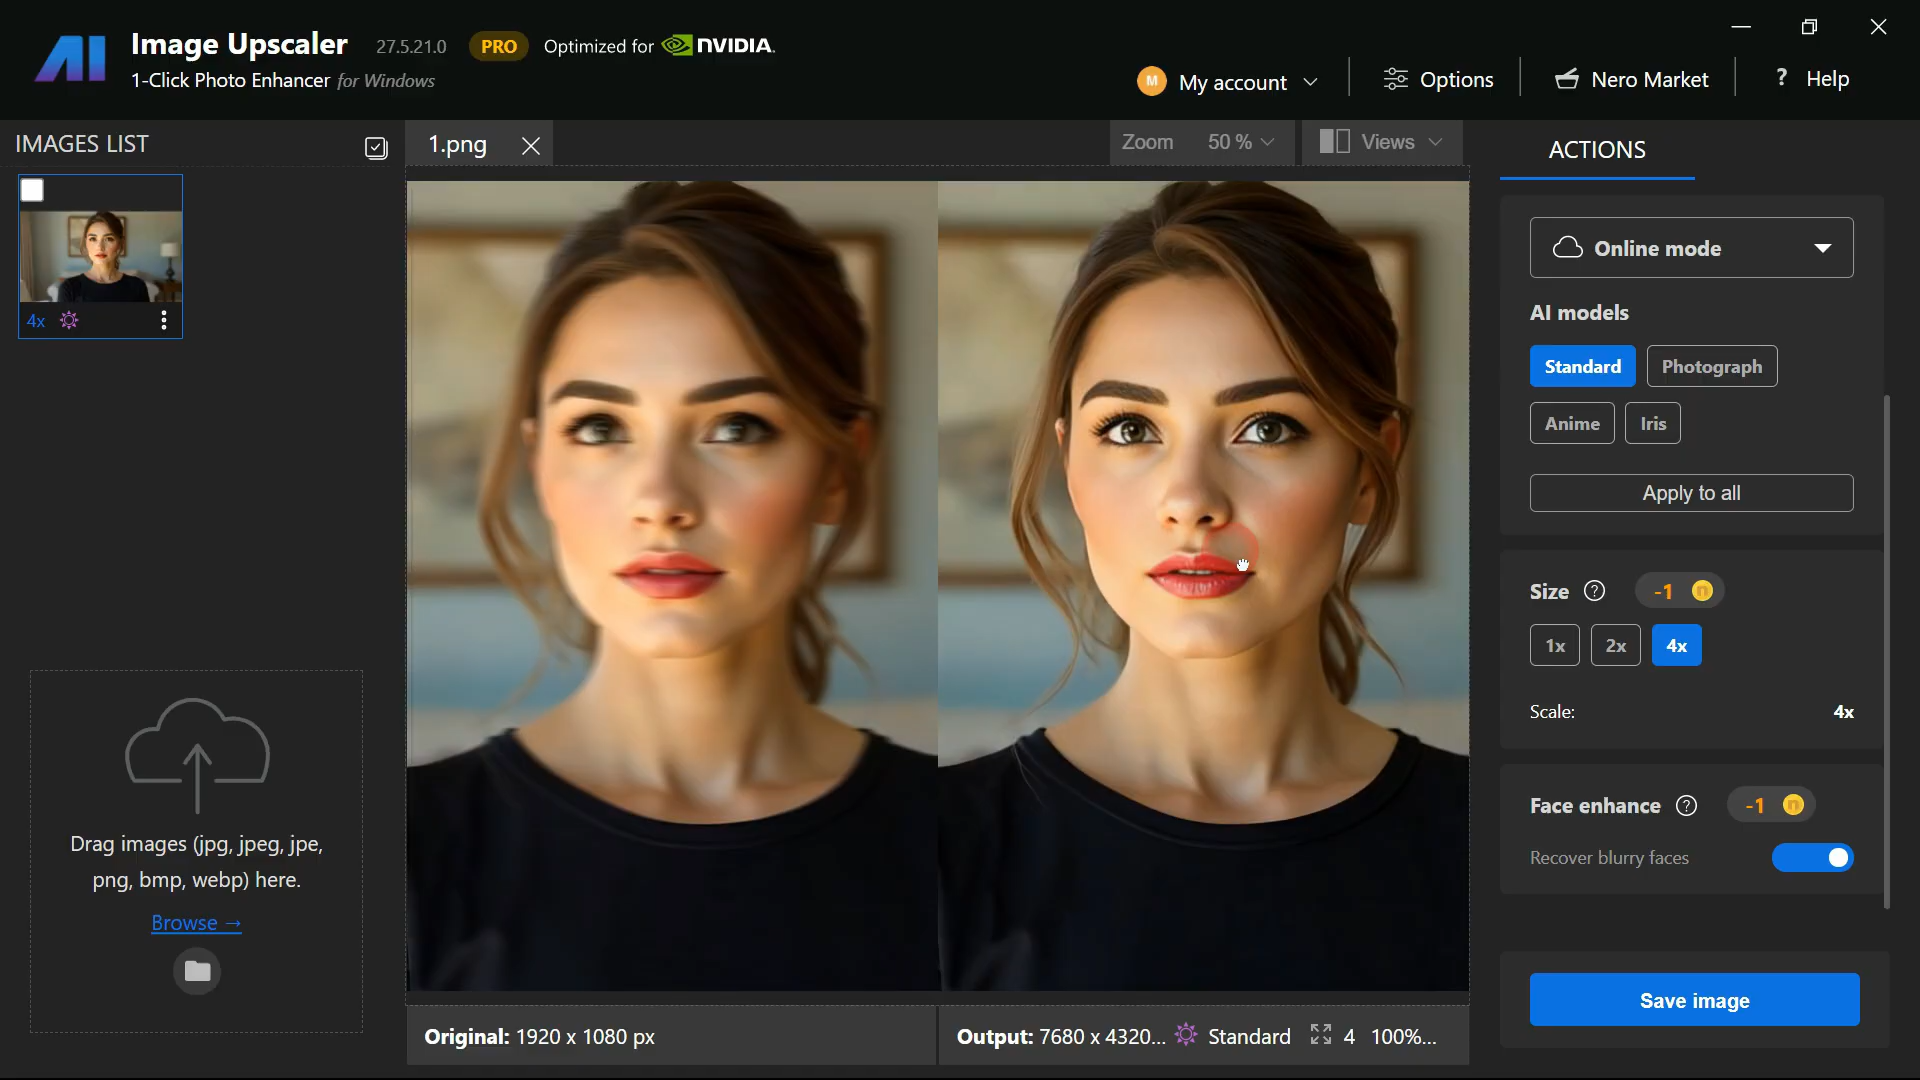 AI Image Upscaler 27.5.21.0 PRO Optimized for NVIDIA.
1-Click Photo Enhancer for Windows
M My account Options Nero Market ? Help
IMAGES LIST
1.png
Zoom 50 % Views
ACTIONS
4x
Drag images (jpg, jpeg, jpe,
png, bmp, webp) here.
Browse →
Original: 1920 x 1080 px
Output: 7680 x 4320... Standard 4 100%...
Online mode
AI models
Standard Photograph
Anime Iris
Apply to all
Size ? -1 n
1x 2x 4x
Scale: 4x
Face enhance ? -1 n
Recover blurry faces
Save image